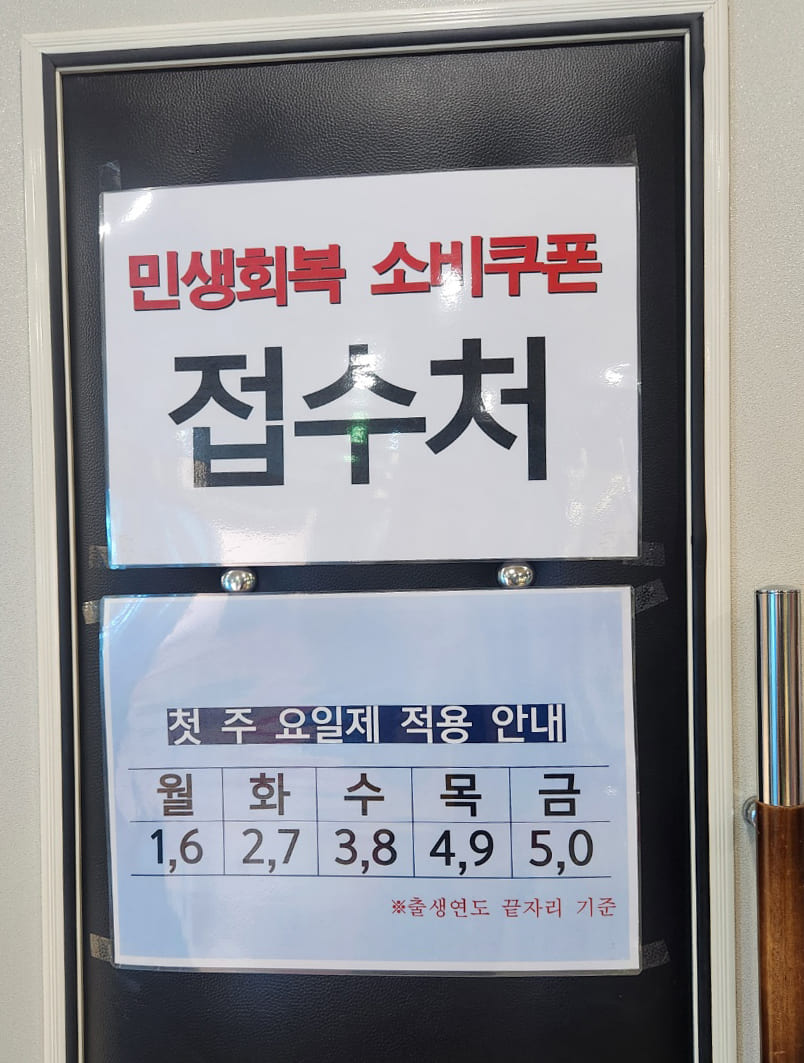 민생회복 소비쿠폰
접수처
첫 주 요일제 적용 안내
월 화 수 목 금
1,6 2,7 3,8 4,9 5,0
※출생연도 끝자리 기준